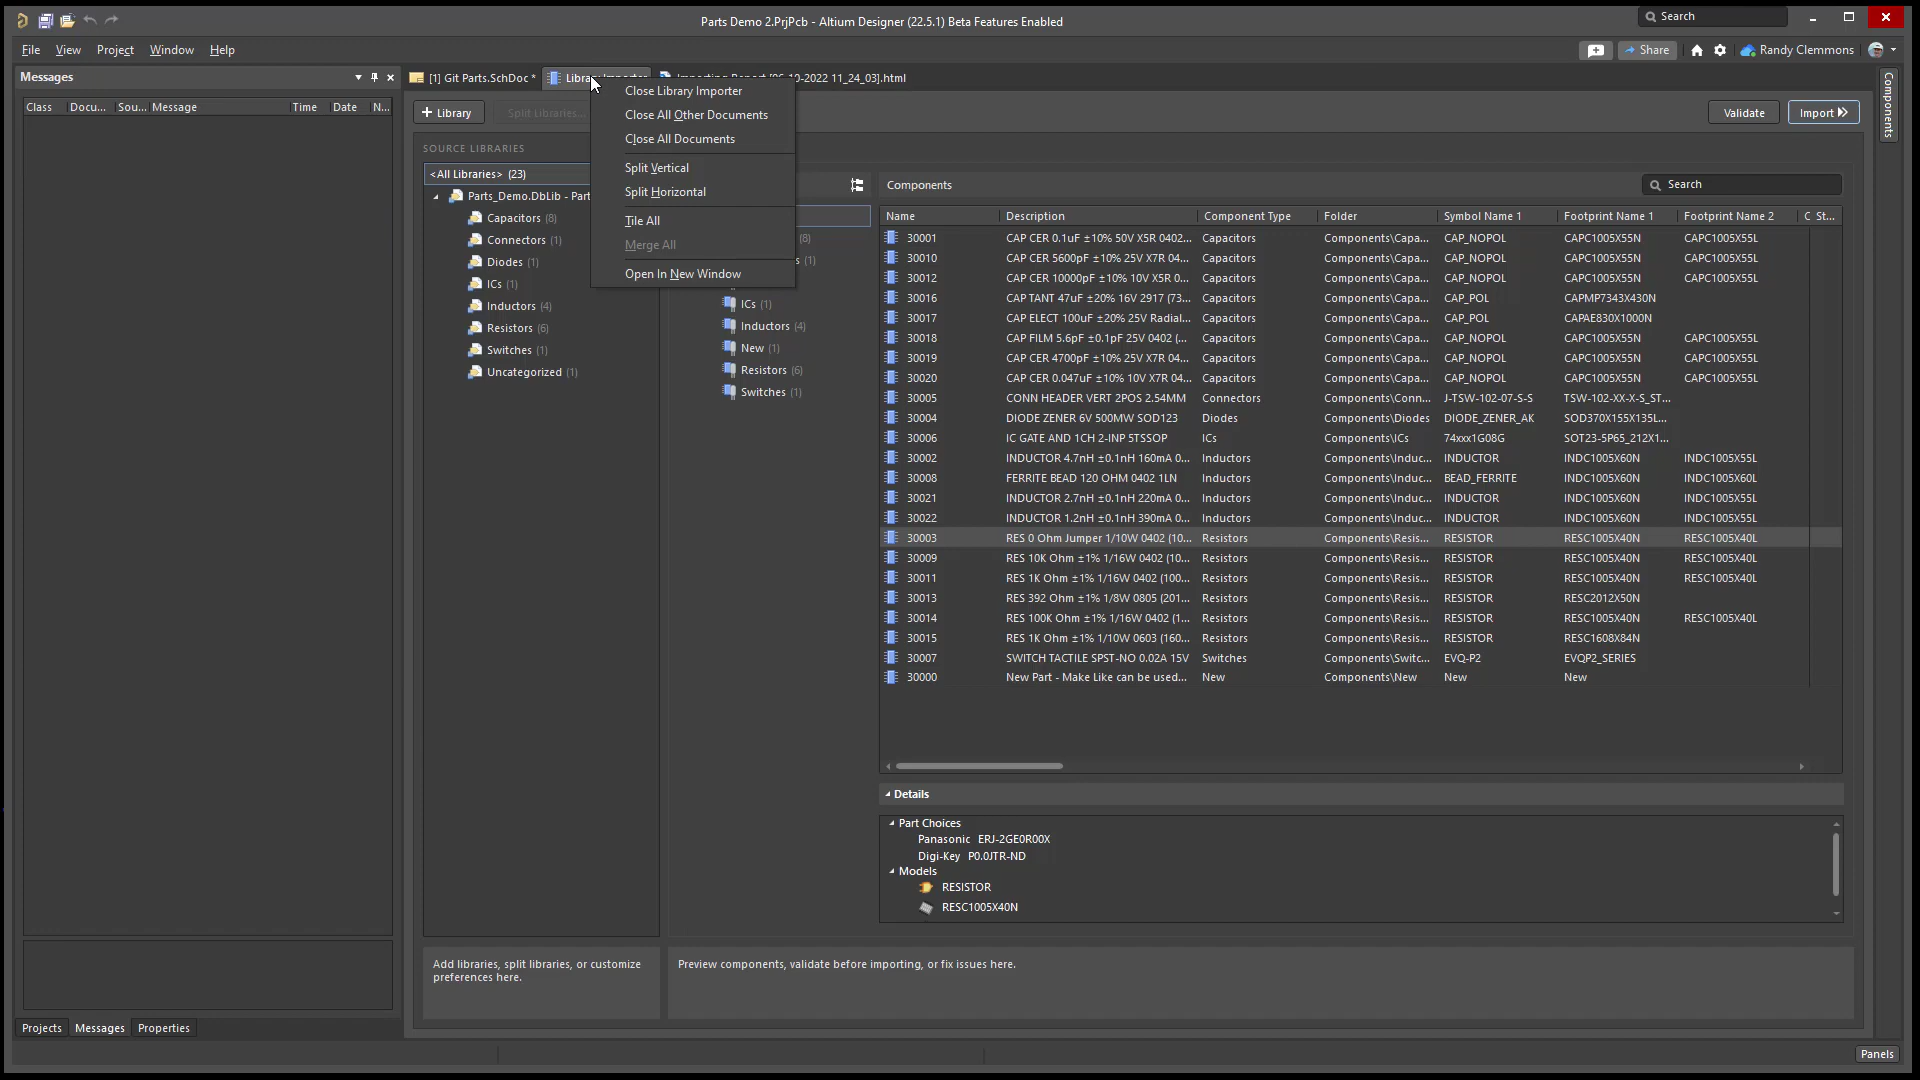 Parts Demo 2.PrjPcb - Altium Designer (22.5.1) Beta Features Enabled
Search
File View Project Window Help
Share
Randy Clemmons
Messages
[1] Git Parts.SchDoc *
-10-2022 11_24_03].html
Components
Class Docu... Sou... Message Time Date N...
+ Library
Split Libraries...
Validate
Import
Close Library Importer
Close All Other Documents
Close All Documents
Split Vertical
Split Horizontal
Tile All
Merge All
Open In New Window
SOURCE LIBRARIES
<All Libraries> (23)
Parts_Demo.DbLib - Part
Capacitors (8)
Connectors (1)
Diodes (1)
ICs (1)
Inductors (4)
Resistors (6)
Switches (1)
Uncategorized (1)
(8)
s (1)
ICs (1)
Inductors (4)
New (1)
Resistors (6)
Switches (1)
Components
Search
Name Description Component Type Folder Symbol Name 1 Footprint Name 1 Footprint Name 2 C St...
30001 CAP CER 0.1uF ±10% 50V X5R 0402... Capacitors Components\Capa... CAP_NOPOL CAPC1005X55N CAPC1005X55L
30010 CAP CER 5600pF ±10% 25V X7R 04... Capacitors Components\Capa... CAP_NOPOL CAPC1005X55N CAPC1005X55L
30012 CAP CER 10000pF ±10% 10V X5R 0... Capacitors Components\Capa... CAP_NOPOL CAPC1005X55N CAPC1005X55L
30016 CAP TANT 47uF ±20% 16V 2917 (73... Capacitors Components\Capa... CAP_POL CAPMP7343X430N
30017 CAP ELECT 100uF ±20% 25V Radial... Capacitors Components\Capa... CAP_POL CAPAE830X1000N
30018 CAP FILM 5.6pF ±0.1pF 25V 0402 (... Capacitors Components\Capa... CAP_NOPOL CAPC1005X55N CAPC1005X55L
30019 CAP CER 4700pF ±10% 25V X7R 04... Capacitors Components\Capa... CAP_NOPOL CAPC1005X55N CAPC1005X55L
30020 CAP CER 0.047uF ±10% 10V X7R 04... Capacitors Components\Capa... CAP_NOPOL CAPC1005X55N CAPC1005X55L
30005 CONN HEADER VERT 2POS 2.54MM Connectors Components\Conn... J-TSW-102-07-S-S TSW-102-XX-X-S_ST...
30004 DIODE ZENER 6V 500MW SOD123 Diodes Components\Diodes DIODE_ZENER_AK SOD370X155X135L...
30006 IC GATE AND 1CH 2-INP 5TSSOP ICs Components\ICs 74xxx1G08G SOT23-5P65_212X1...
30002 INDUCTOR 4.7nH ±0.1nH 160mA 0... Inductors Components\Induc... INDUCTOR INDC1005X60N INDC1005X55L
30008 FERRITE BEAD 120 OHM 0402 1LN Inductors Components\Induc... BEAD_FERRITE INDC1005X60N INDC1005X60L
30021 INDUCTOR 2.7nH ±0.1nH 220mA 0... Inductors Components\Induc... INDUCTOR INDC1005X60N INDC1005X55L
30022 INDUCTOR 1.2nH ±0.1nH 390mA 0... Inductors Components\Induc... INDUCTOR INDC1005X60N INDC1005X55L
30003 RES 0 Ohm Jumper 1/10W 0402 (10... Resistors Components\Resis... RESISTOR RESC1005X40N RESC1005X40L
30009 RES 10K Ohm ±1% 1/16W 0402 (10... Resistors Components\Resis... RESISTOR RESC1005X40N RESC1005X40L
30011 RES 1K Ohm ±1% 1/16W 0402 (100... Resistors Components\Resis... RESISTOR RESC1005X40N RESC1005X40L
30013 RES 392 Ohm ±1% 1/8W 0805 (201... Resistors Components\Resis... RESISTOR RESC2012X50N
30014 RES 100K Ohm ±1% 1/16W 0402 (1... Resistors Components\Resis... RESISTOR RESC1005X40N RESC1005X40L
30015 RES 1K Ohm ±1% 1/10W 0603 (160... Resistors Components\Resis... RESISTOR RESC1608X84N
30007 SWITCH TACTILE SPST-NO 0.02A 15V Switches Components\Switc... EVQ-P2 EVQP2_SERIES
30000 New Part - Make Like can be used... New Components\New New New
Details
Part Choices
Panasonic ERJ-2GE0R00X
Digi-Key P0.0JTR-ND
Models
RESISTOR
RESC1005X40N
Add libraries, split libraries, or customize
preferences here.
Preview components, validate before importing, or fix issues here.
Projects Messages Properties
Panels